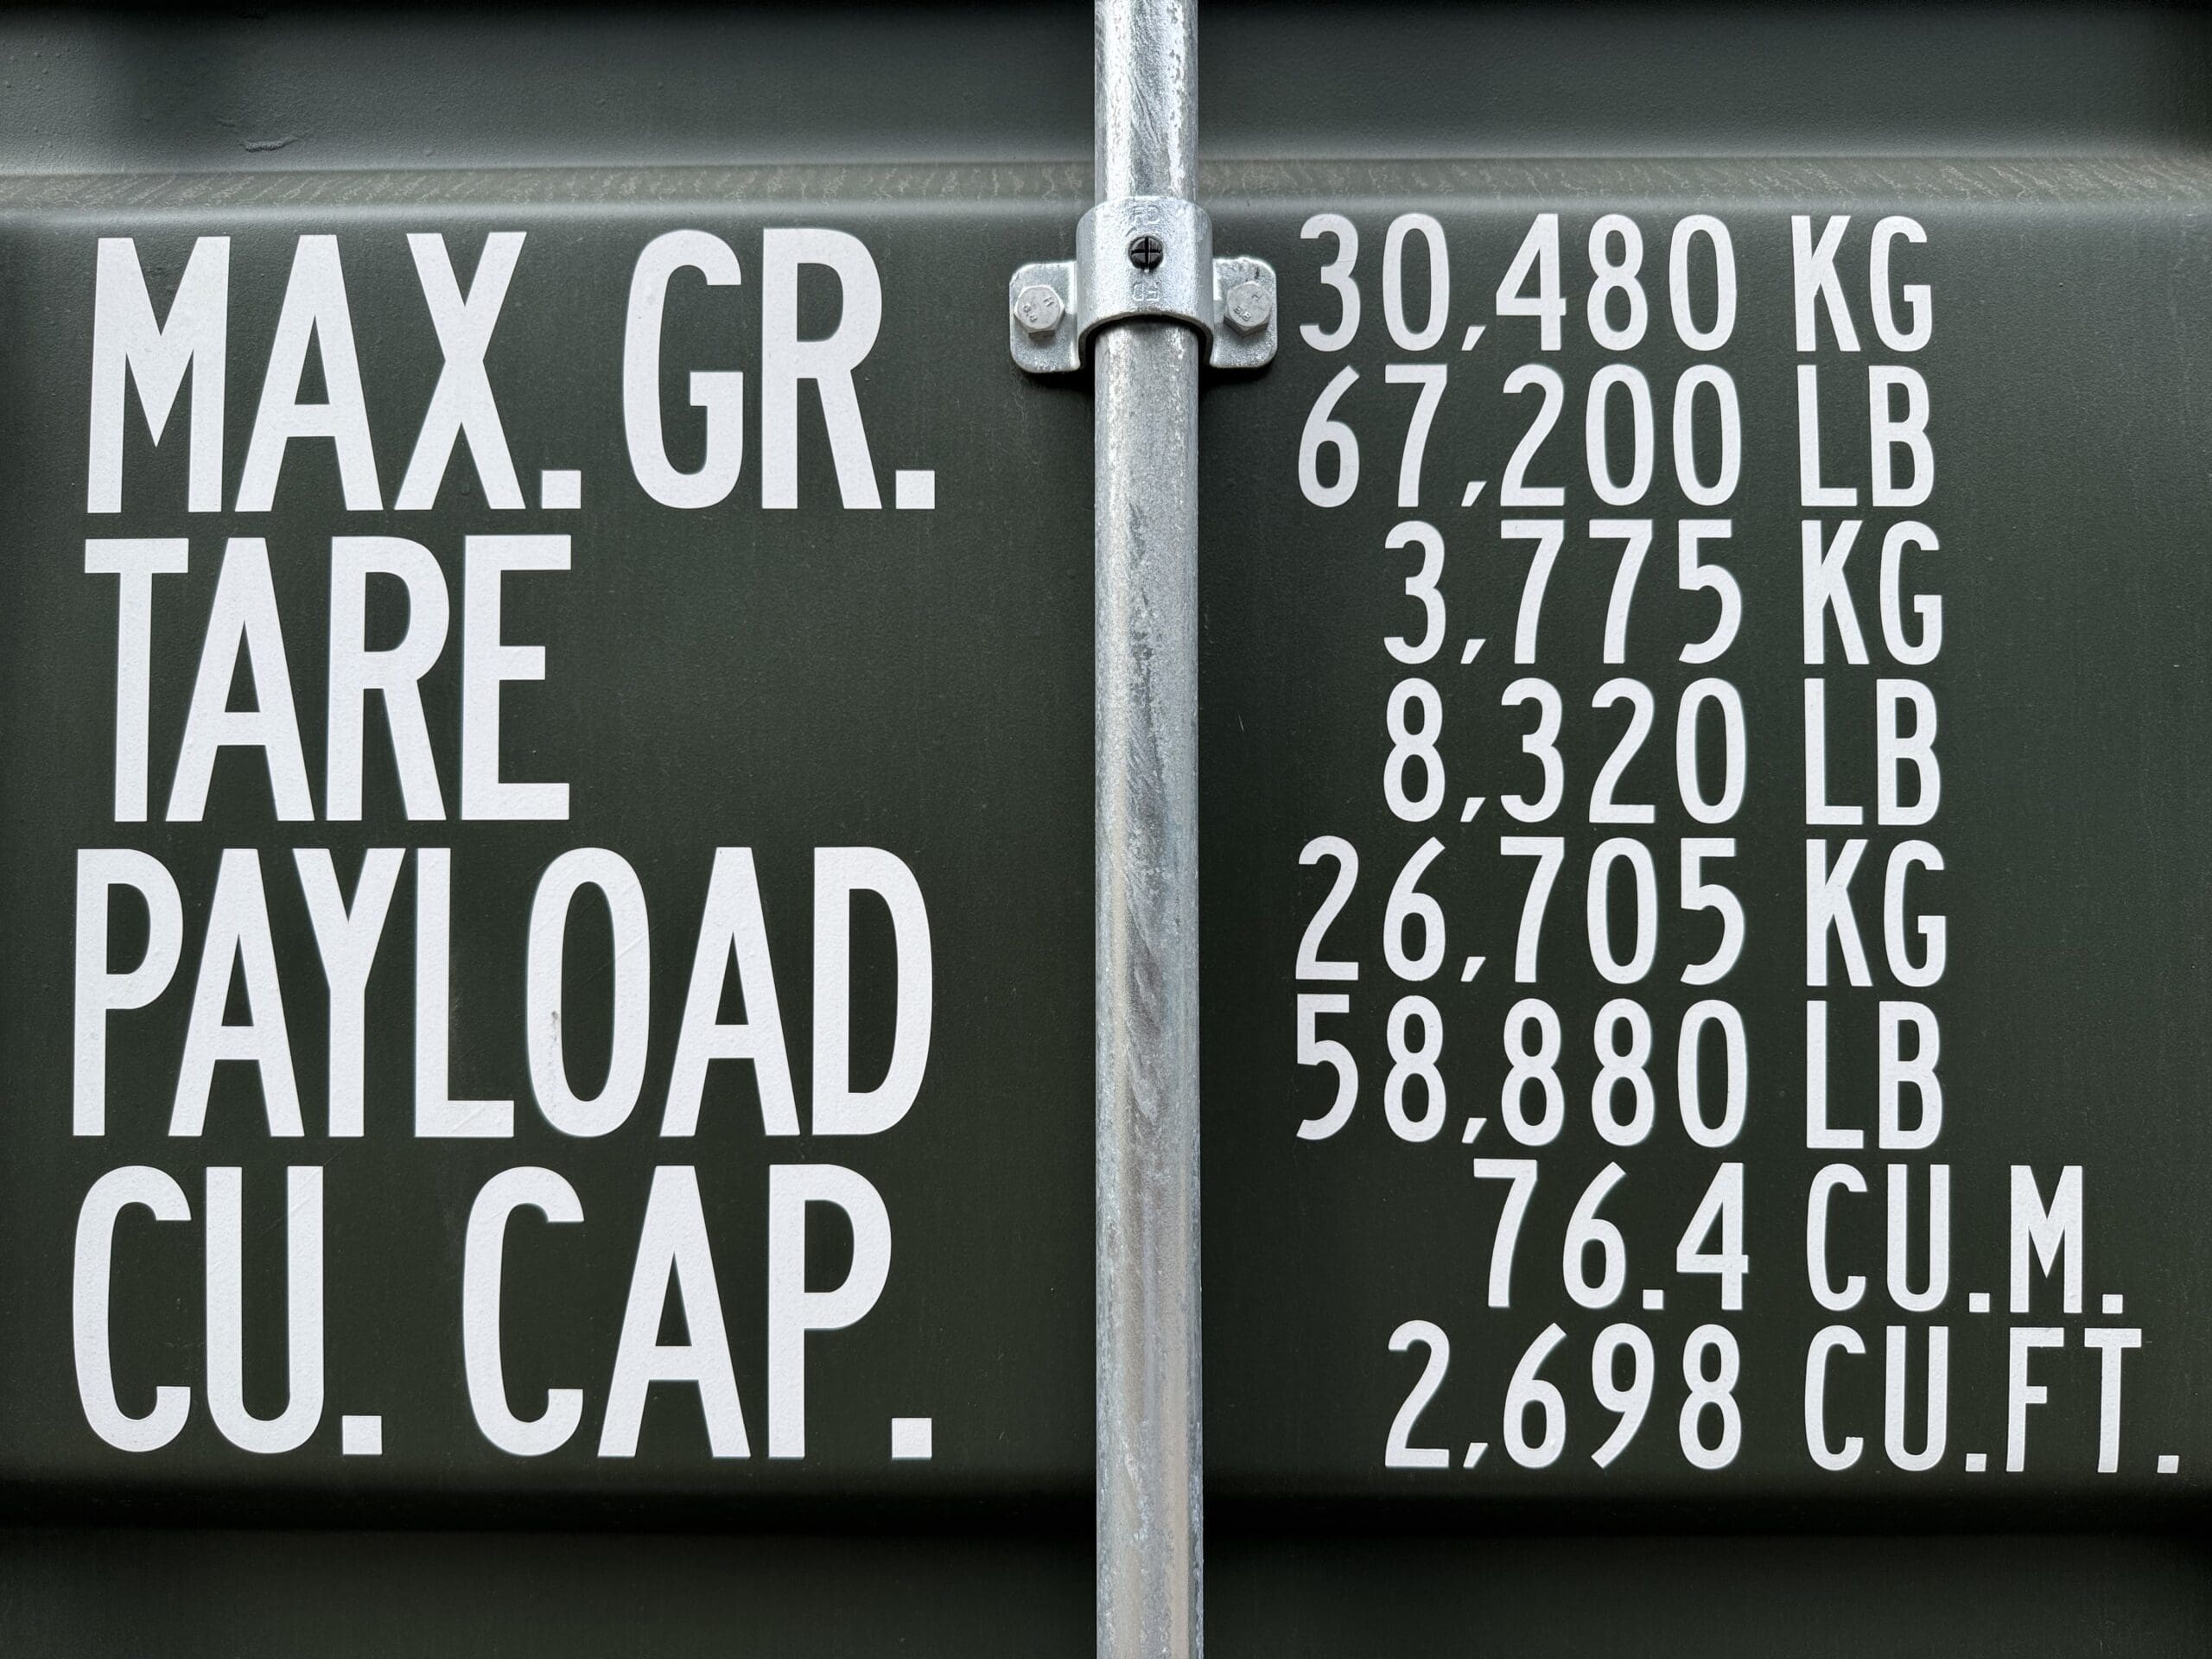 MAX. GR. 30,480 KG
67,200 LB
TARE 3,775 KG
8,320 LB
PAYLOAD 26,705 KG
58,880 LB
CU. CAP. 76.4 CU.M.
2,698 CU.FT.